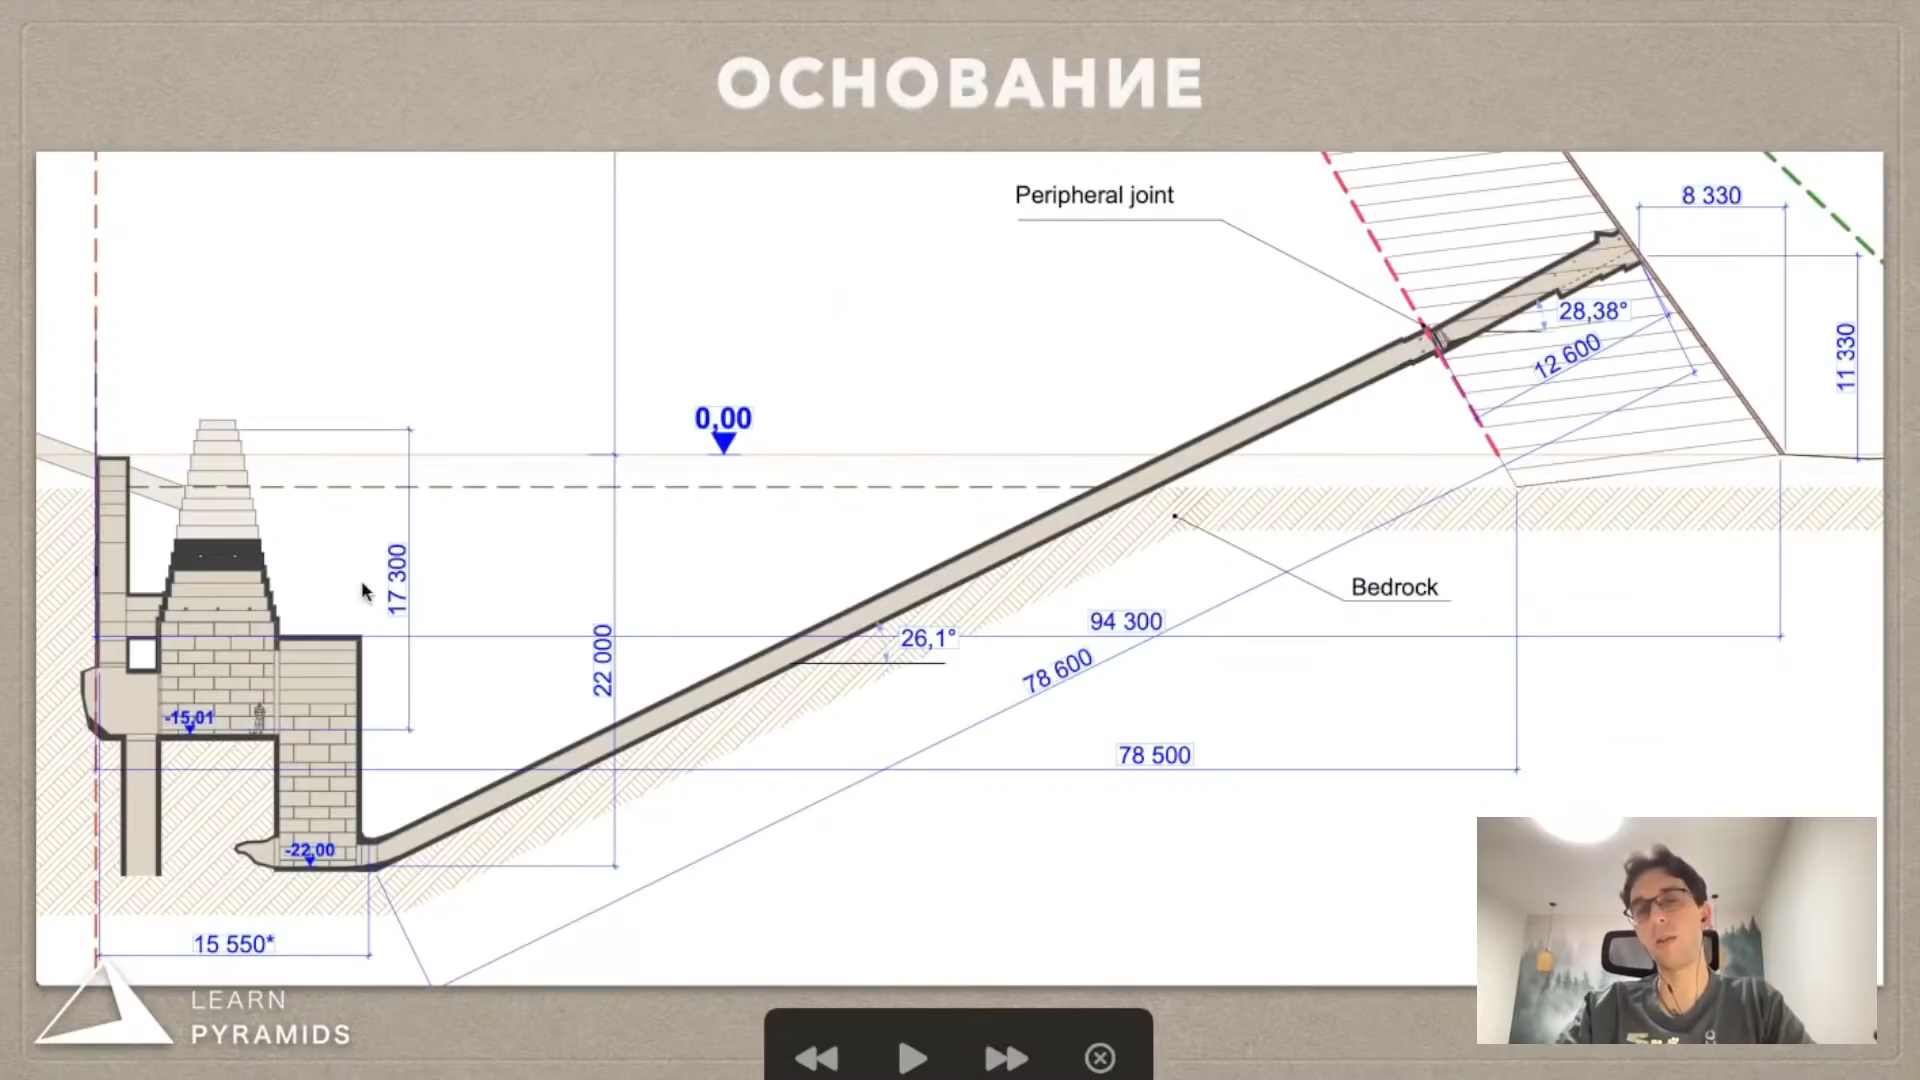 ОСНОВАНИЕ
Peripheral joint
8 330
28,38°
12 600
11 330
0,00
17 300
22 000
26,1°
Bedrock
94 300
78 600
78 500
-15,01
-22,00
15 550*
LEARN
PYRAMIDS